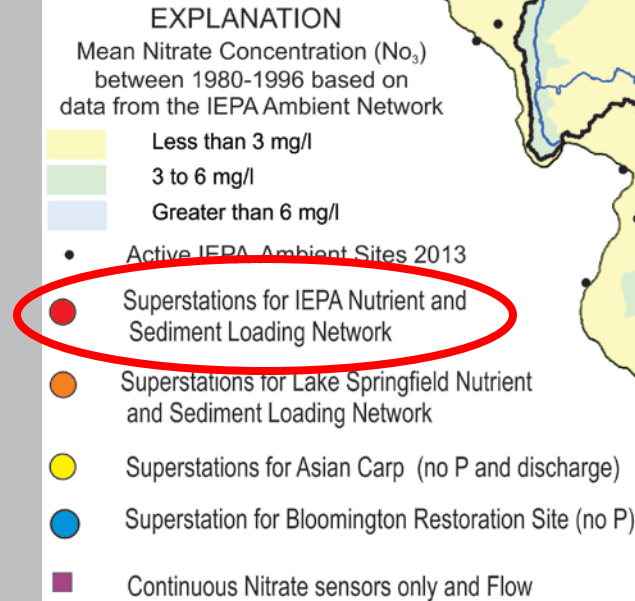 EXPLANATION
Mean Nitrate Concentration (No₃)
between 1980-1996 based on
data from the IEPA Ambient Network
Less than 3 mg/l
3 to 6 mg/l
Greater than 6 mg/l
Active IEPA Ambient Sites 2013
Superstations for IEPA Nutrient and
Sediment Loading Network
Superstations for Lake Springfield Nutrient
and Sediment Loading Network
Superstations for Asian Carp (no P and discharge)
Superstation for Bloomington Restoration Site (no P)
Continuous Nitrate sensors only and Flow